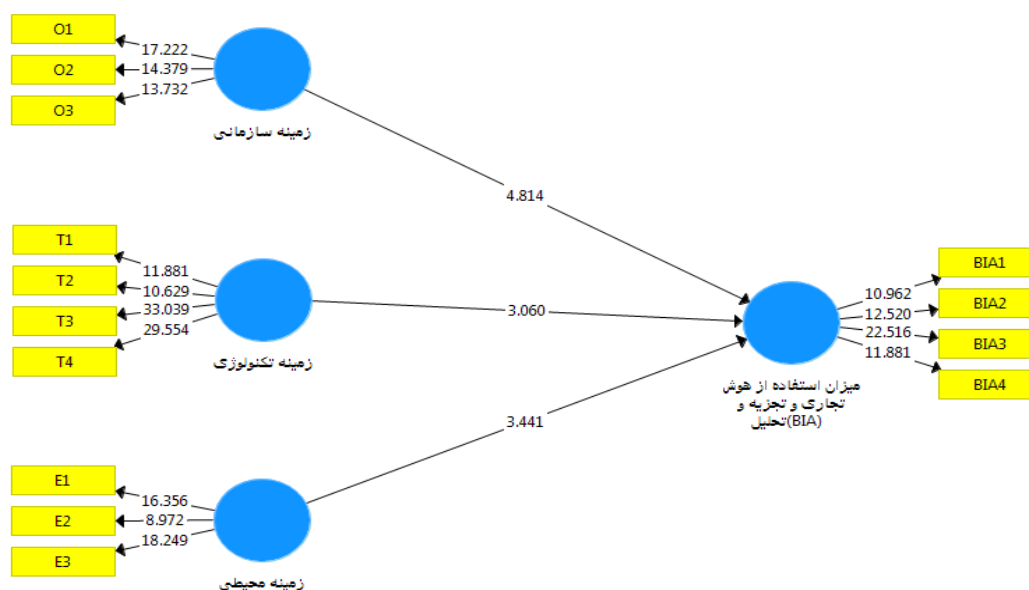 O1
17.222
O2
14.379
O3
13.732
زمینه سازمانی
4.814
T1
11.881
T2
10.629
T3
33.039
T4
29.554
زمینه تکنولوژی
3.060
BIA1
10.962
BIA2
12.520
BIA3
22.516
BIA4
11.881
میزان استفاده از هوش
تجاری و تجزیه و
تحلیل(BIA)
3.441
E1
16.356
E2
8.972
E3
18.249
زمینه محیطی